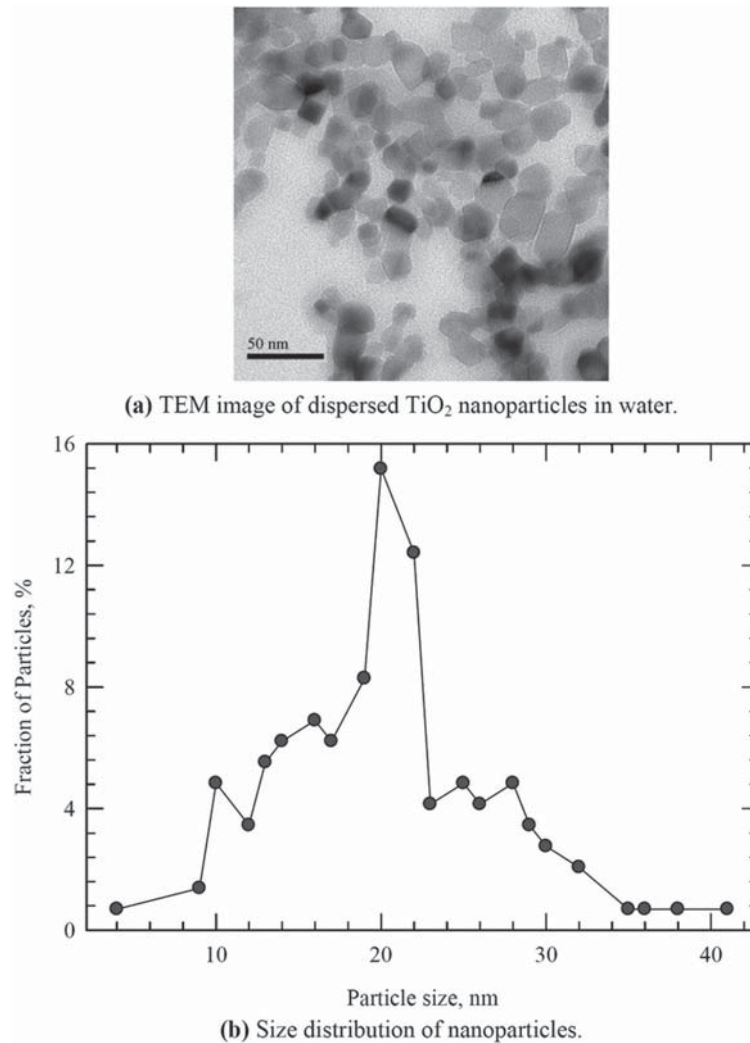 50 nm
(a) TEM image of dispersed TiO₂ nanoparticles in water.
16
12
8
4
0
Fraction of Particles, %
10 20 30 40
Particle size, nm
(b) Size distribution of nanoparticles.